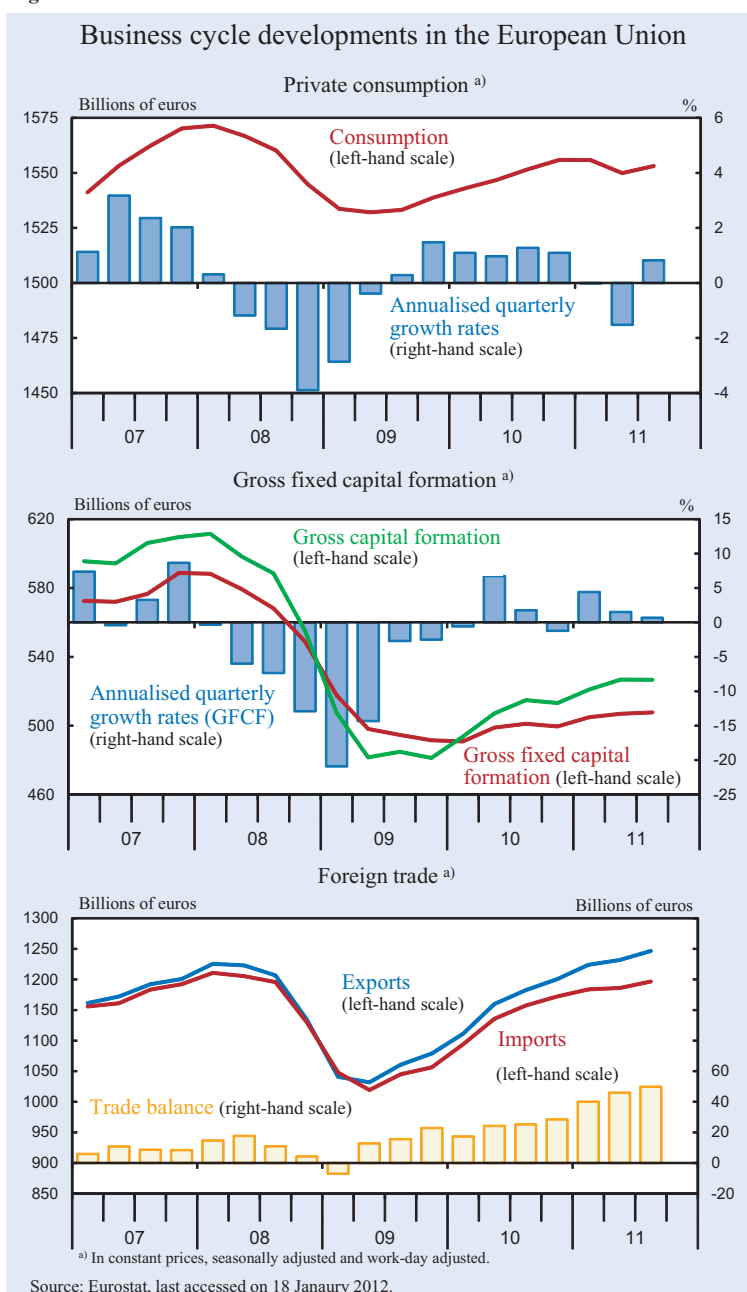 Business cycle developments in the European Union
Private consumption a)
Billions of euros
%
1575
1550
1525
1500
1475
1450
6
4
2
0
-2
-4
Consumption
(left-hand scale)
Annualised quarterly
growth rates
(right-hand scale)
07 08 09 10 11
Gross fixed capital formation a)
Billions of euros
%
620
580
540
500
460
15
10
5
0
-5
-10
-15
-20
-25
Gross capital formation
(left-hand scale)
Annualised quarterly
growth rates (GFCF)
(right-hand scale)
Gross fixed capital
formation (left-hand scale)
07 08 09 10 11
Foreign trade a)
Billions of euros
Billions of euros
1300
1250
1200
1150
1100
1050
1000
950
900
850
60
40
20
0
-20
Exports
(left-hand scale)
Imports
(left-hand scale)
Trade balance (right-hand scale)
07 08 09 10 11
a) In constant prices, seasonally adjusted and work-day adjusted.
Source: Eurostat, last accessed on 18 Janaury 2012.